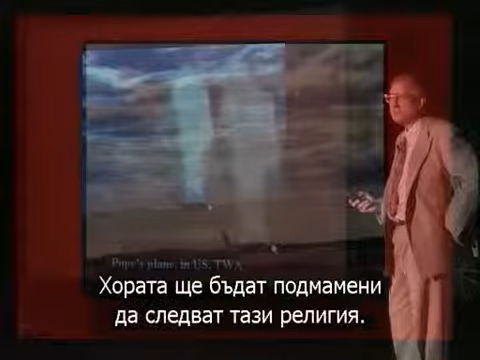 Pope's plane, in US, TWA
Хората ще бъдат подмамени
да следват тази религия.